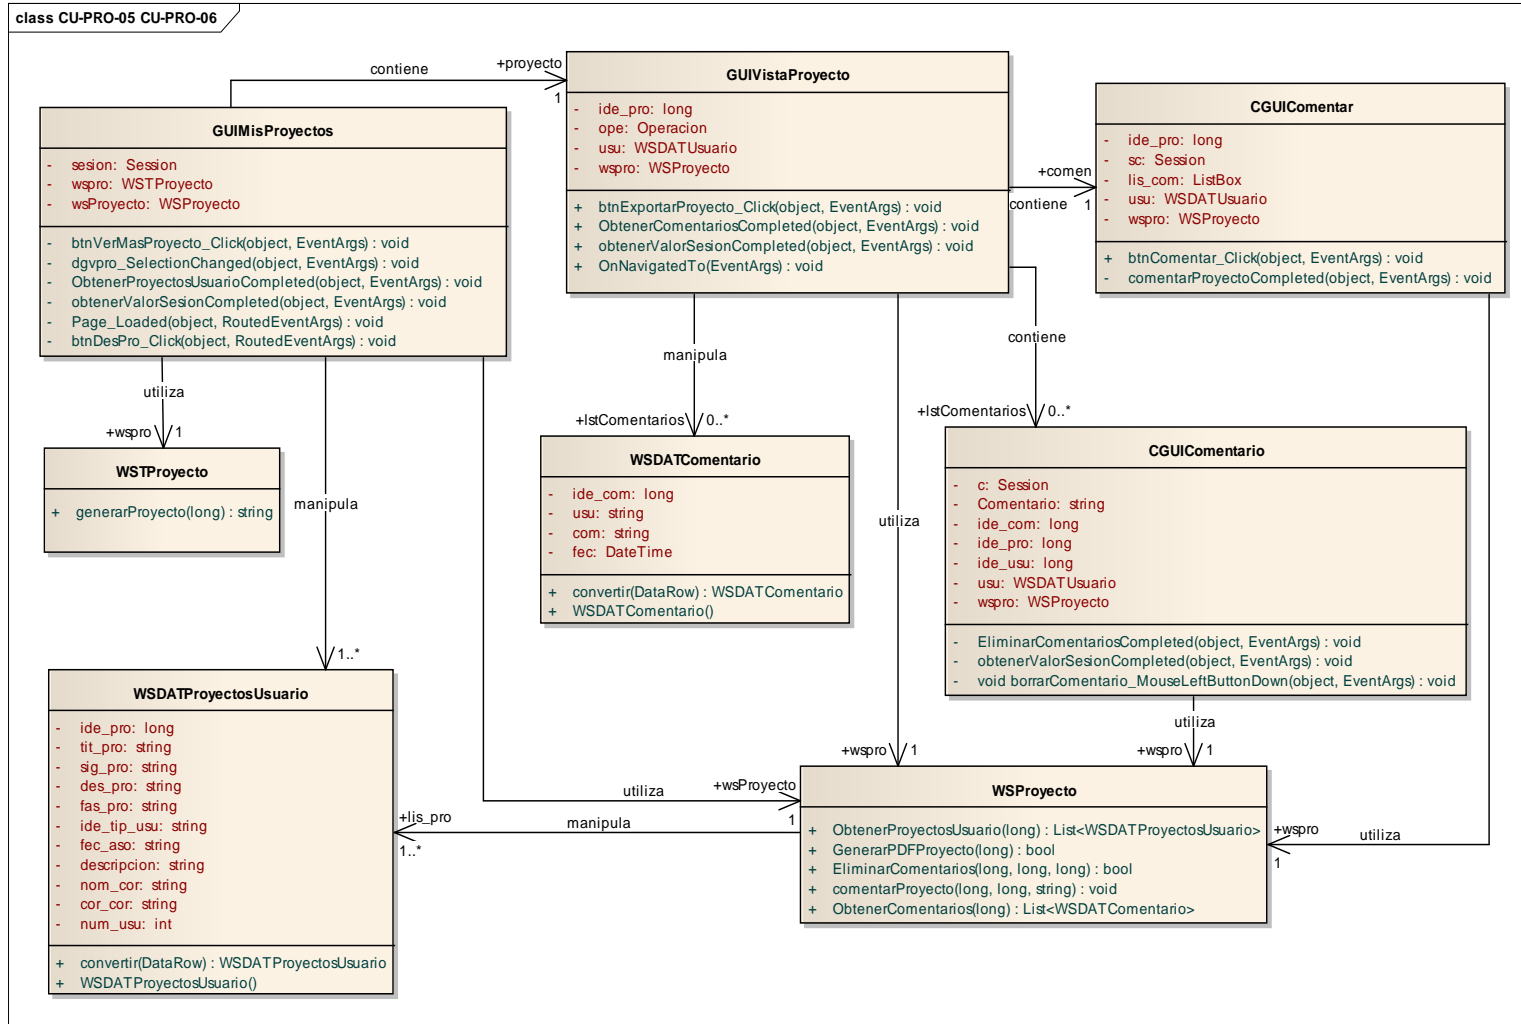 class CU-PRO-05 CU-PRO-06
contiene
+proyecto
1
GUIMisProyectos
- sesion: Session
- wspro: WSTProyecto
- wsProyecto: WSProyecto
- btnVerMasProyecto_Click(object, EventArgs) : void
- dgvpro_SelectionChanged(object, EventArgs) : void
- ObtenerProyectosUsuarioCompleted(object, EventArgs) : void
- obtenerValorSesionCompleted(object, EventArgs) : void
- Page_Loaded(object, RoutedEventArgs) : void
- btnDesPro_Click(object, RoutedEventArgs) : void
GUIVistaProyecto
- ide_pro: long
- ope: Operacion
- usu: WSDATUsuario
- wspro: WSProyecto
+ btnExportarProyecto_Click(object, EventArgs) : void
+ ObtenerComentariosCompleted(object, EventArgs) : void
+ obtenerValorSesionCompleted(object, EventArgs) : void
+ OnNavigatedTo(EventArgs) : void
+comen
contiene
1
CGUIComentar
- ide_pro: long
- sc: Session
- lis_com: ListBox
- usu: WSDATUsuario
- wspro: WSProyecto
+ btnComentar_Click(object, EventArgs) : void
- comentarProyectoCompleted(object, EventArgs) : void
utiliza
+wspro
1
WSTProyecto
+ generarProyecto(long) : string
manipula
1..*
manipula
+lstComentarios
0..*
WSDATComentario
- ide_com: long
- usu: string
- com: string
- fec: DateTime
+ convertir(DataRow) : WSDATComentario
+ WSDATComentario()
utiliza
+wspro
1
contiene
+lstComentarios
0..*
CGUIComentario
- c: Session
- Comentario: string
- ide_com: long
- ide_pro: long
- ide_usu: long
- usu: WSDATUsuario
- wspro: WSProyecto
- EliminarComentariosCompleted(object, EventArgs) : void
- obtenerValorSesionCompleted(object, EventArgs) : void
- void borrarComentario_MouseLeftButtonDown(object, EventArgs) : void
utiliza
+wspro
1
WSDATProyectosUsuario
- ide_pro: long
- tit_pro: string
- sig_pro: string
- des_pro: string
- fas_pro: string
- ide_tip_usu: string
- fec_aso: string
- descripcion: string
- nom_cor: string
- cor_cor: string
- num_usu: int
+ convertir(DataRow) : WSDATProyectosUsuario
+ WSDATProyectosUsuario()
utiliza
+wsProyecto
1
+lis_pro
manipula
1..*
WSProyecto
+ ObtenerProyectosUsuario(long) : List<WSDATProyectosUsuario>
+ GenerarPDFProyecto(long) : bool
+ EliminarComentarios(long, long, long) : bool
+ comentarProyecto(long, long, string) : void
+ ObtenerComentarios(long) : List<WSDATComentario>
+wspro
utiliza
1